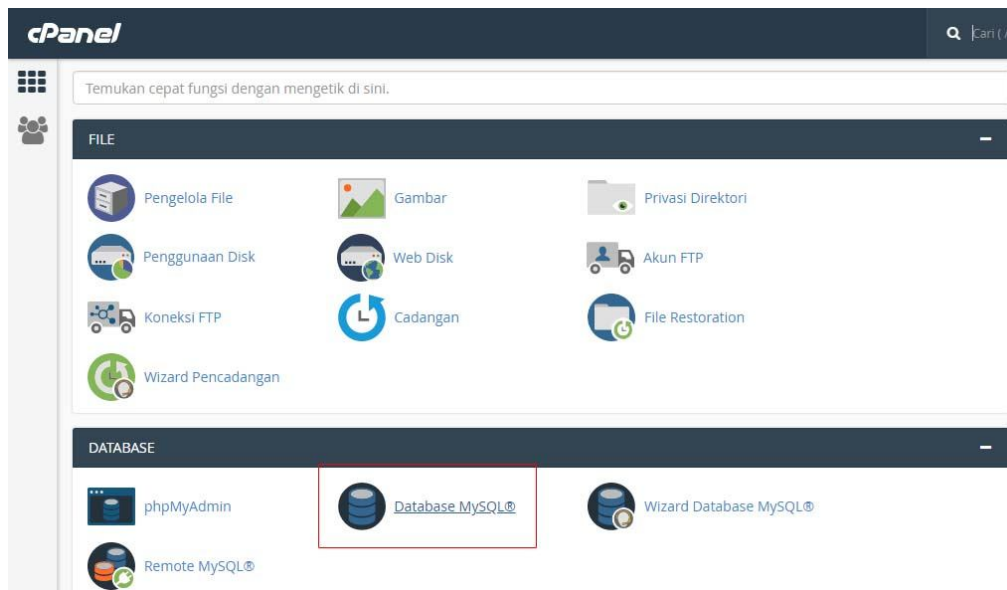 cPanel
Cari ( /
Temukan cepat fungsi dengan mengetik di sini.
FILE
Pengelola File
Gambar
Privasi Direktori
Penggunaan Disk
Web Disk
Akun FTP
Koneksi FTP
Cadangan
File Restoration
Wizard Pencadangan
DATABASE
phpMyAdmin
Database MySQL®
Wizard Database MySQL®
Remote MySQL®